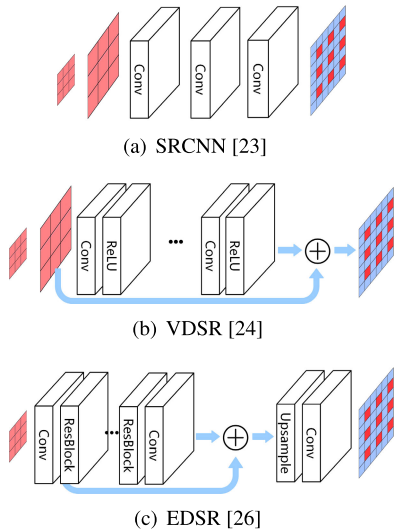 Conv Conv Conv
(a) SRCNN [23]
Conv ReLU ... Conv ReLU
(b) VDSR [24]
Conv ResBlock ... ResBlock Conv Upsample Conv
(c) EDSR [26]